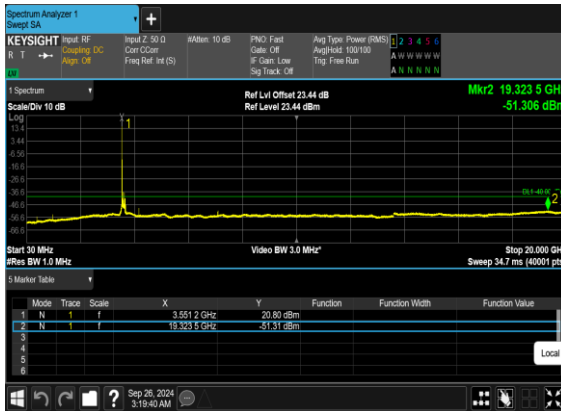 Spectrum Analyzer 1
Swept SA
+
KEYSIGHT Input: RF Input Z: 50 Ω #Atten: 10 dB PNO: Fast Avg Type: Power (RMS) 1 2 3 4 5 6
R T Coupling: DC Corr CCorr Gate: Off Avg|Hold: 100/100 A W W W W W
Align: Off Freq Ref: Int (S) IF Gain: Low Trig: Free Run
LXI Sig Track: Off A N N N N N
1 Spectrum
Ref Lvl Offset 23.44 dB Mkr2 19.323 5 GH
Scale/Div 10 dB Ref Level 23.44 dBm -51.306 dBr
Log
13.4 1
3.44
-6.56
-16.6
-26.6
-36.6 DL1 -40.00
-46.6 2
-56.6
-66.6
Start 30 MHz Video BW 3.0 MHz* Stop 20.000 GH
#Res BW 1.0 MHz Sweep 34.7 ms (40001 pts
5 Marker Table
Mode Trace Scale X Y Function Function Width Function Value
1 N 1 f 3.551 2 GHz 20.80 dBm
2 N 1 f 19.323 5 GHz -51.31 dBm
3
4
5
6
Local
? Sep 26, 2024
3:19:40 AM